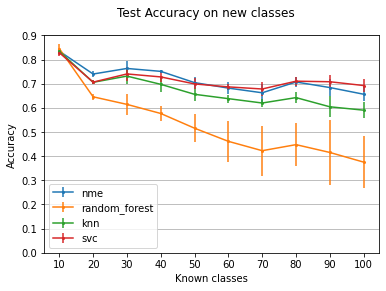 Test Accuracy on new classes
0.9
0.8
0.7
0.6
0.5
0.4
0.3
0.2
0.1
0.0
Accuracy
nme
random_forest
knn
svc
10 20 30 40 50 60 70 80 90 100
Known classes